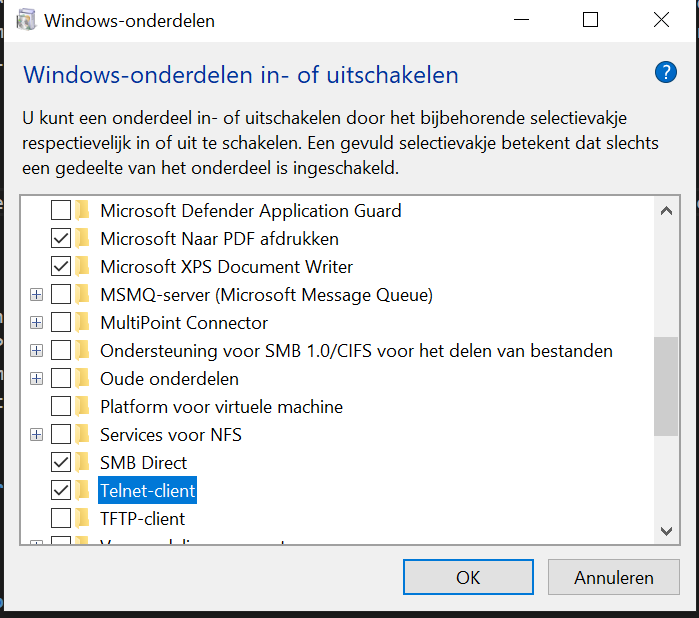 Windows-onderdelen
Windows-onderdelen in- of uitschakelen
?
U kunt een onderdeel in- of uitschakelen door het bijbehorende selectievakje
respectievelijk in of uit te schakelen. Een gevuld selectievakje betekent dat slechts
een gedeelte van het onderdeel is ingeschakeld.
Microsoft Defender Application Guard
Microsoft Naar PDF afdrukken
Microsoft XPS Document Writer
MSMQ-server (Microsoft Message Queue)
MultiPoint Connector
Ondersteuning voor SMB 1.0/CIFS voor het delen van bestanden
Oude onderdelen
Platform voor virtuele machine
Services voor NFS
SMB Direct
Telnet-client
TFTP-client
OK
Annuleren